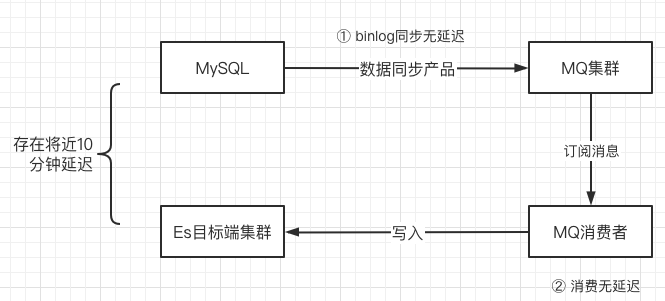 ① binlog同步无延迟
MySQL
数据同步产品
MQ集群
存在将近10
分钟延迟
订阅消息
Es目标端集群
写入
MQ消费者
② 消费无延迟